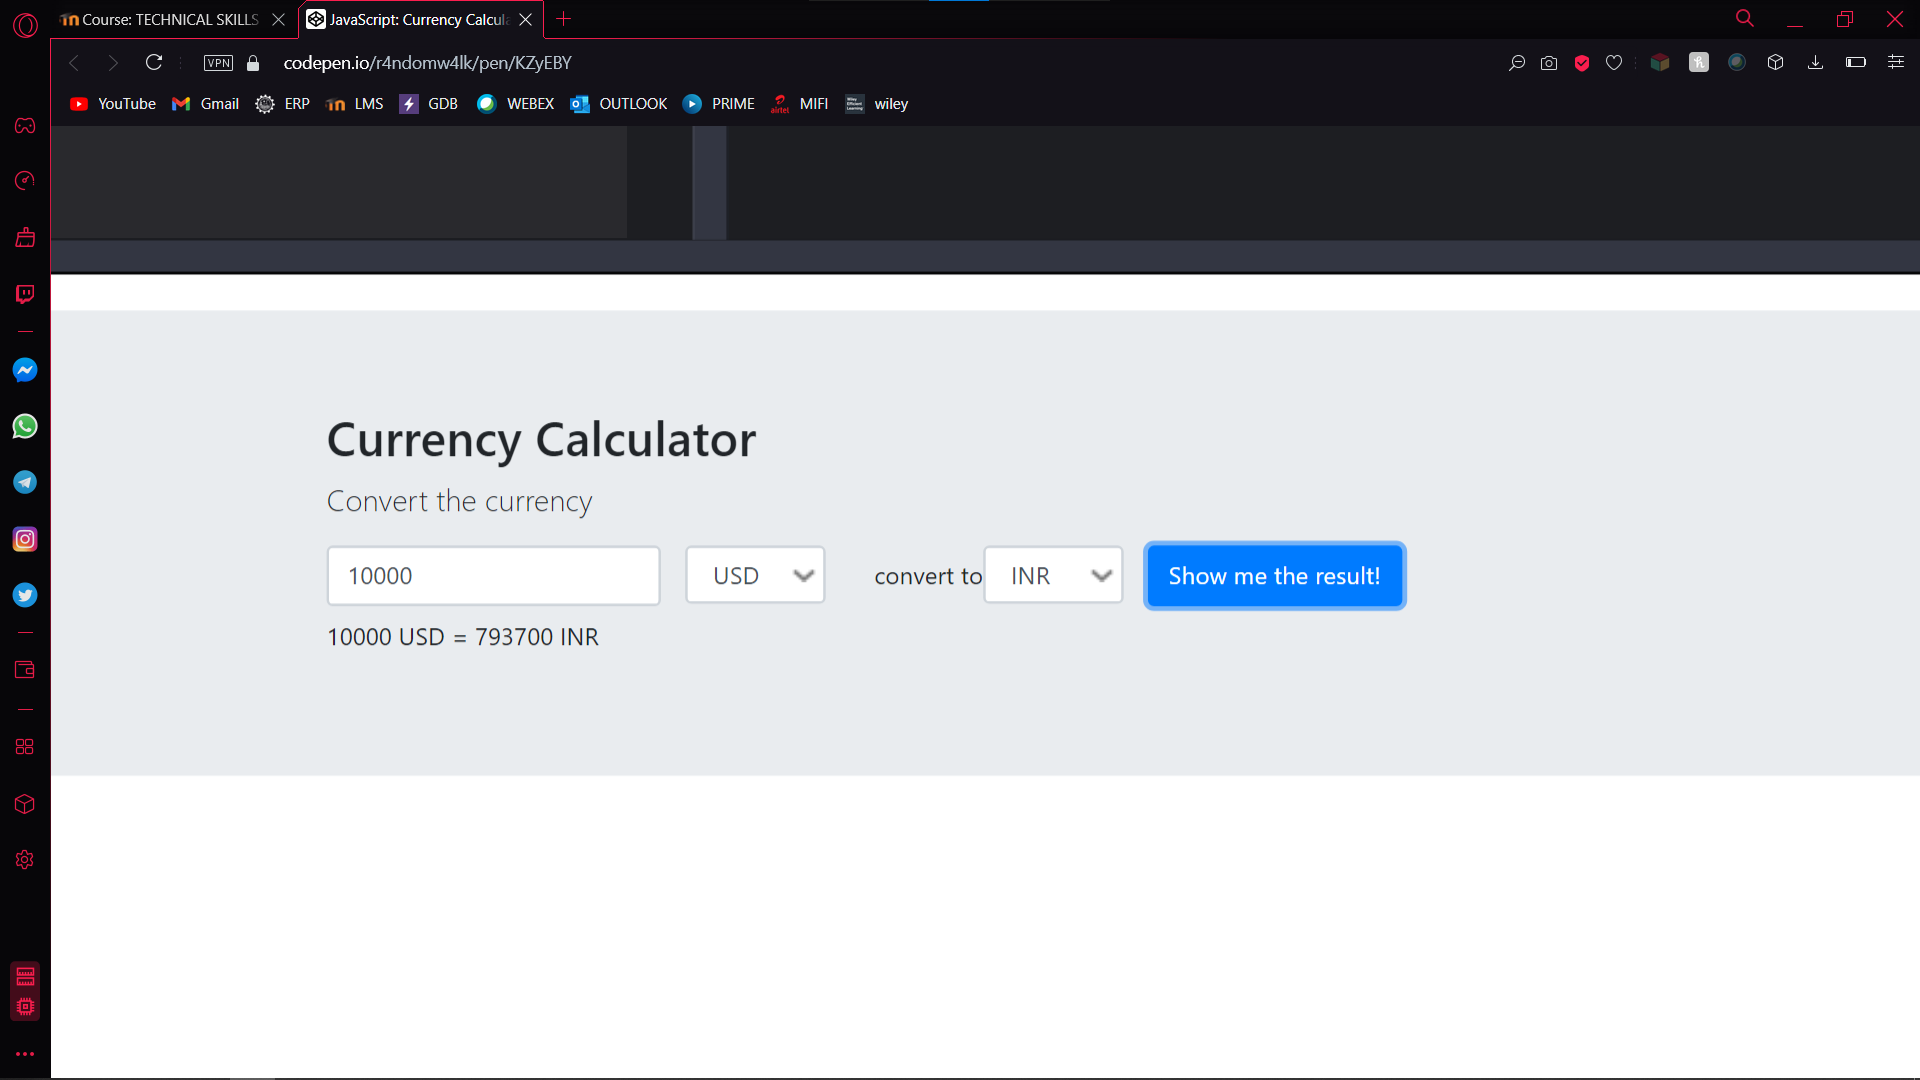 Course: TECHNICAL SKILLS
JavaScript: Currency Calcula
VPN
codepen.io/r4ndomw4lk/pen/KZyEBY
YouTube Gmail ERP LMS GDB WEBEX OUTLOOK PRIME airtel MIFI wiley
Currency Calculator
Convert the currency
10000 USD convert to INR Show me the result!
10000 USD = 793700 INR